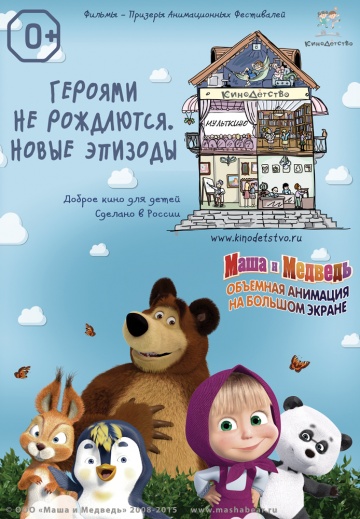 Фильмы – Призеры Анимационных Фестивалей
0+
КиноДетство
ГЕРОЯМИ
НЕ РОЖДАЮТСЯ.
НОВЫЕ ЭПИЗОДЫ
КиноДетство
МУЛЬТКИНО
Доброе кино для детей
Сделано в России
www.kinodetstvo.ru
Маша и Медведь
ОБЪЕМНАЯ АНИМАЦИЯ
НА БОЛЬШОМ ЭКРАНЕ
© ООО «Маша и Медведь» 2008-2015 www.mashabear.ru